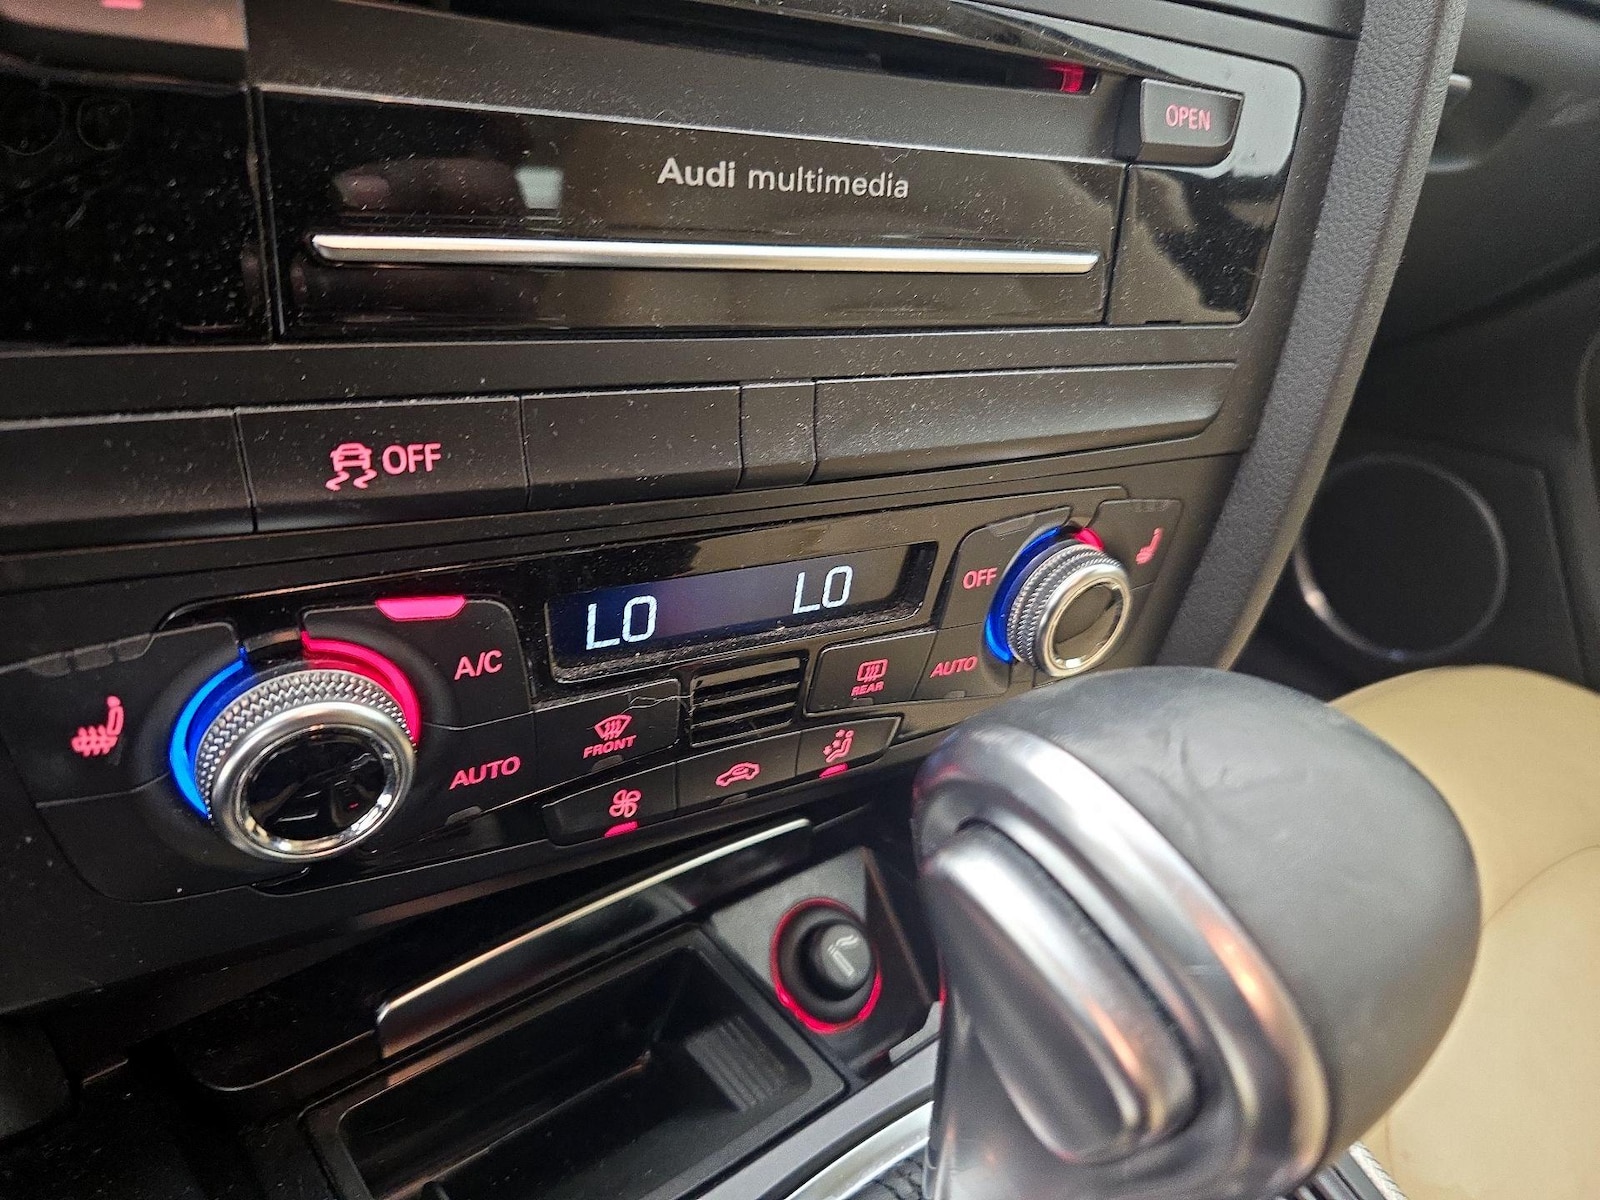 OPEN
Audi multimedia
OFF
LO LO
OFF
A/C
AUTO
REAR
AUTO
FRONT